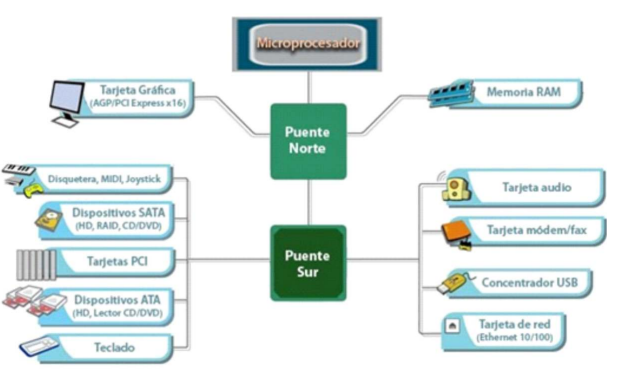 Microprocesador
Tarjeta Gráfica
(AGP/PCI Express x16)
Memoria RAM
Puente
Norte
Disquetera, MIDI, Joystick
Dispositivos SATA
(HD, RAID, CD/DVD)
Tarjetas PCI
Dispositivos ATA
(HD, Lector CD/DVD)
Teclado
Puente
Sur
Tarjeta audio
Tarjeta módem/fax
Concentrador USB
Tarjeta de red
(Ethernet 10/100)